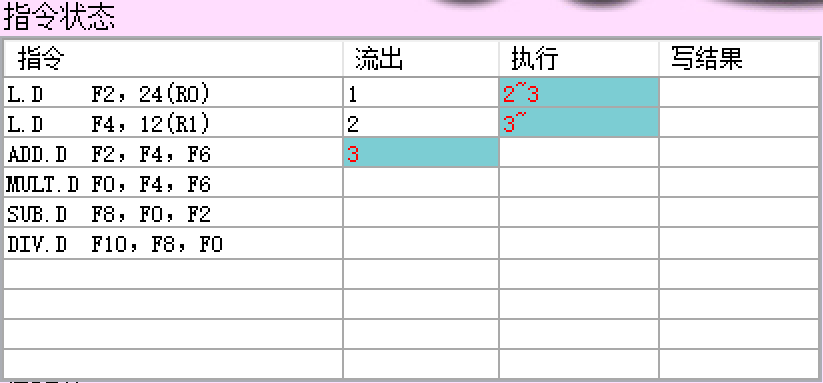 指令状态
指令 流出 执行 写结果
L.D F2，24(R0) 1 2~3
L.D F4，12(R1) 2 3~
ADD.D F2，F4，F6 3
MULT.D F0，F4，F6
SUB.D F8，F0，F2
DIV.D F10，F8，F0